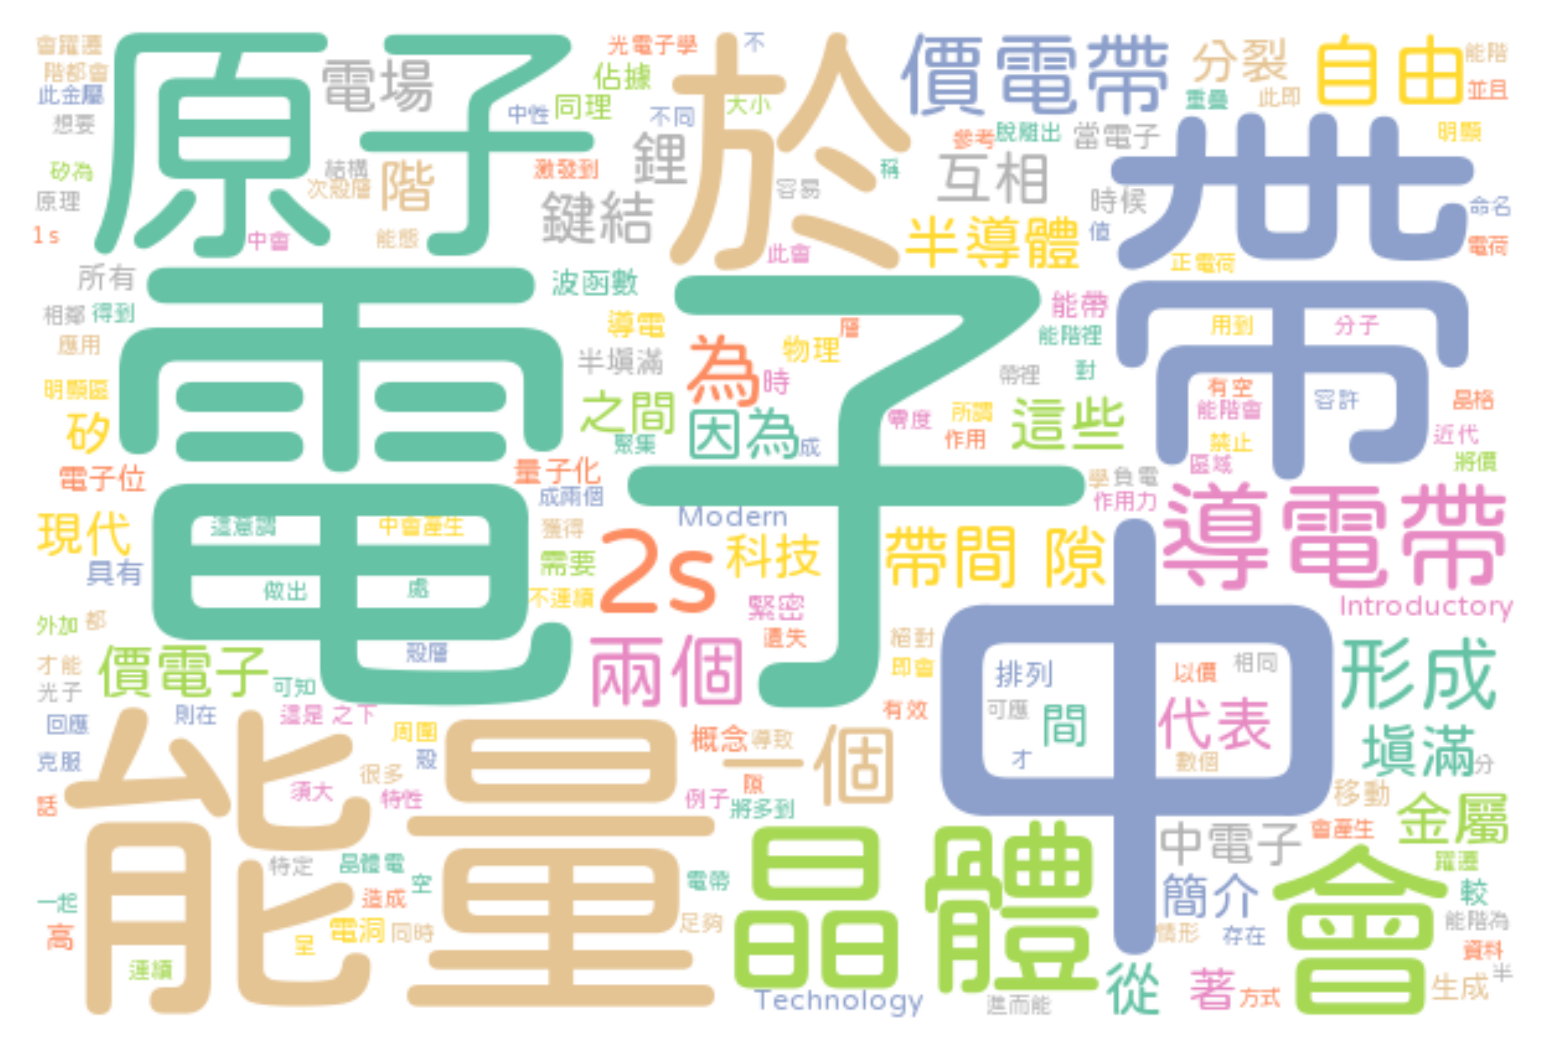 會躍遷
階都會
此金屬
想要
矽為
原理
1s
原子
電場
光電子學
佔據
中性
同理
不
不同
大小
於
價電帶
分裂
重疊
此即
自由
能階
並且
結構
次殼層
階
激發到
鋰
容易
稱
參考
脫離出
當電子
互相
明顯
中會
能態
鍵結
此會
半導體
時候
值
正電荷
帶
命名
電荷
所有
相鄰
得到
應用
明顯區
矽
電子位
電子
波函數
導電
半填滿
層
物理
為
時
之間
聚集
因為
成
能帶
能階裡
對
帶裡
零度
所謂
作用
這些
用到
分子
有空
能階會
容許
晶格
禁止
區域
近代
將價
量子化
成兩個
獲得
Modern
學
負電
作用力
現代
具有
這意謂
中會產生
做出
處
需要
不連續
2s
科技
帶間 隙
導電帶
緊密
Introductory
外加
都
才能
光子
價電子
可知
殼層
兩個
遺失
絕對
即會
中
排列
以價
相同
可應
間
代表
才
數個
形成
填滿
分
回應
則在
這是 之下
周圍
殼
有效
概念
導致
一個
克服
話
須大
很多
特性
隙
例子
將多到
移動
能量
晶體
中電子
會產生
金屬
特定
晶體電
空
電帶
簡介
會
躍遷
較
一起
高
造成
呈
電洞
同時
足夠
情形
存在
能階為
連續
Technology
進而能
從
著
方式
資料
生成
半